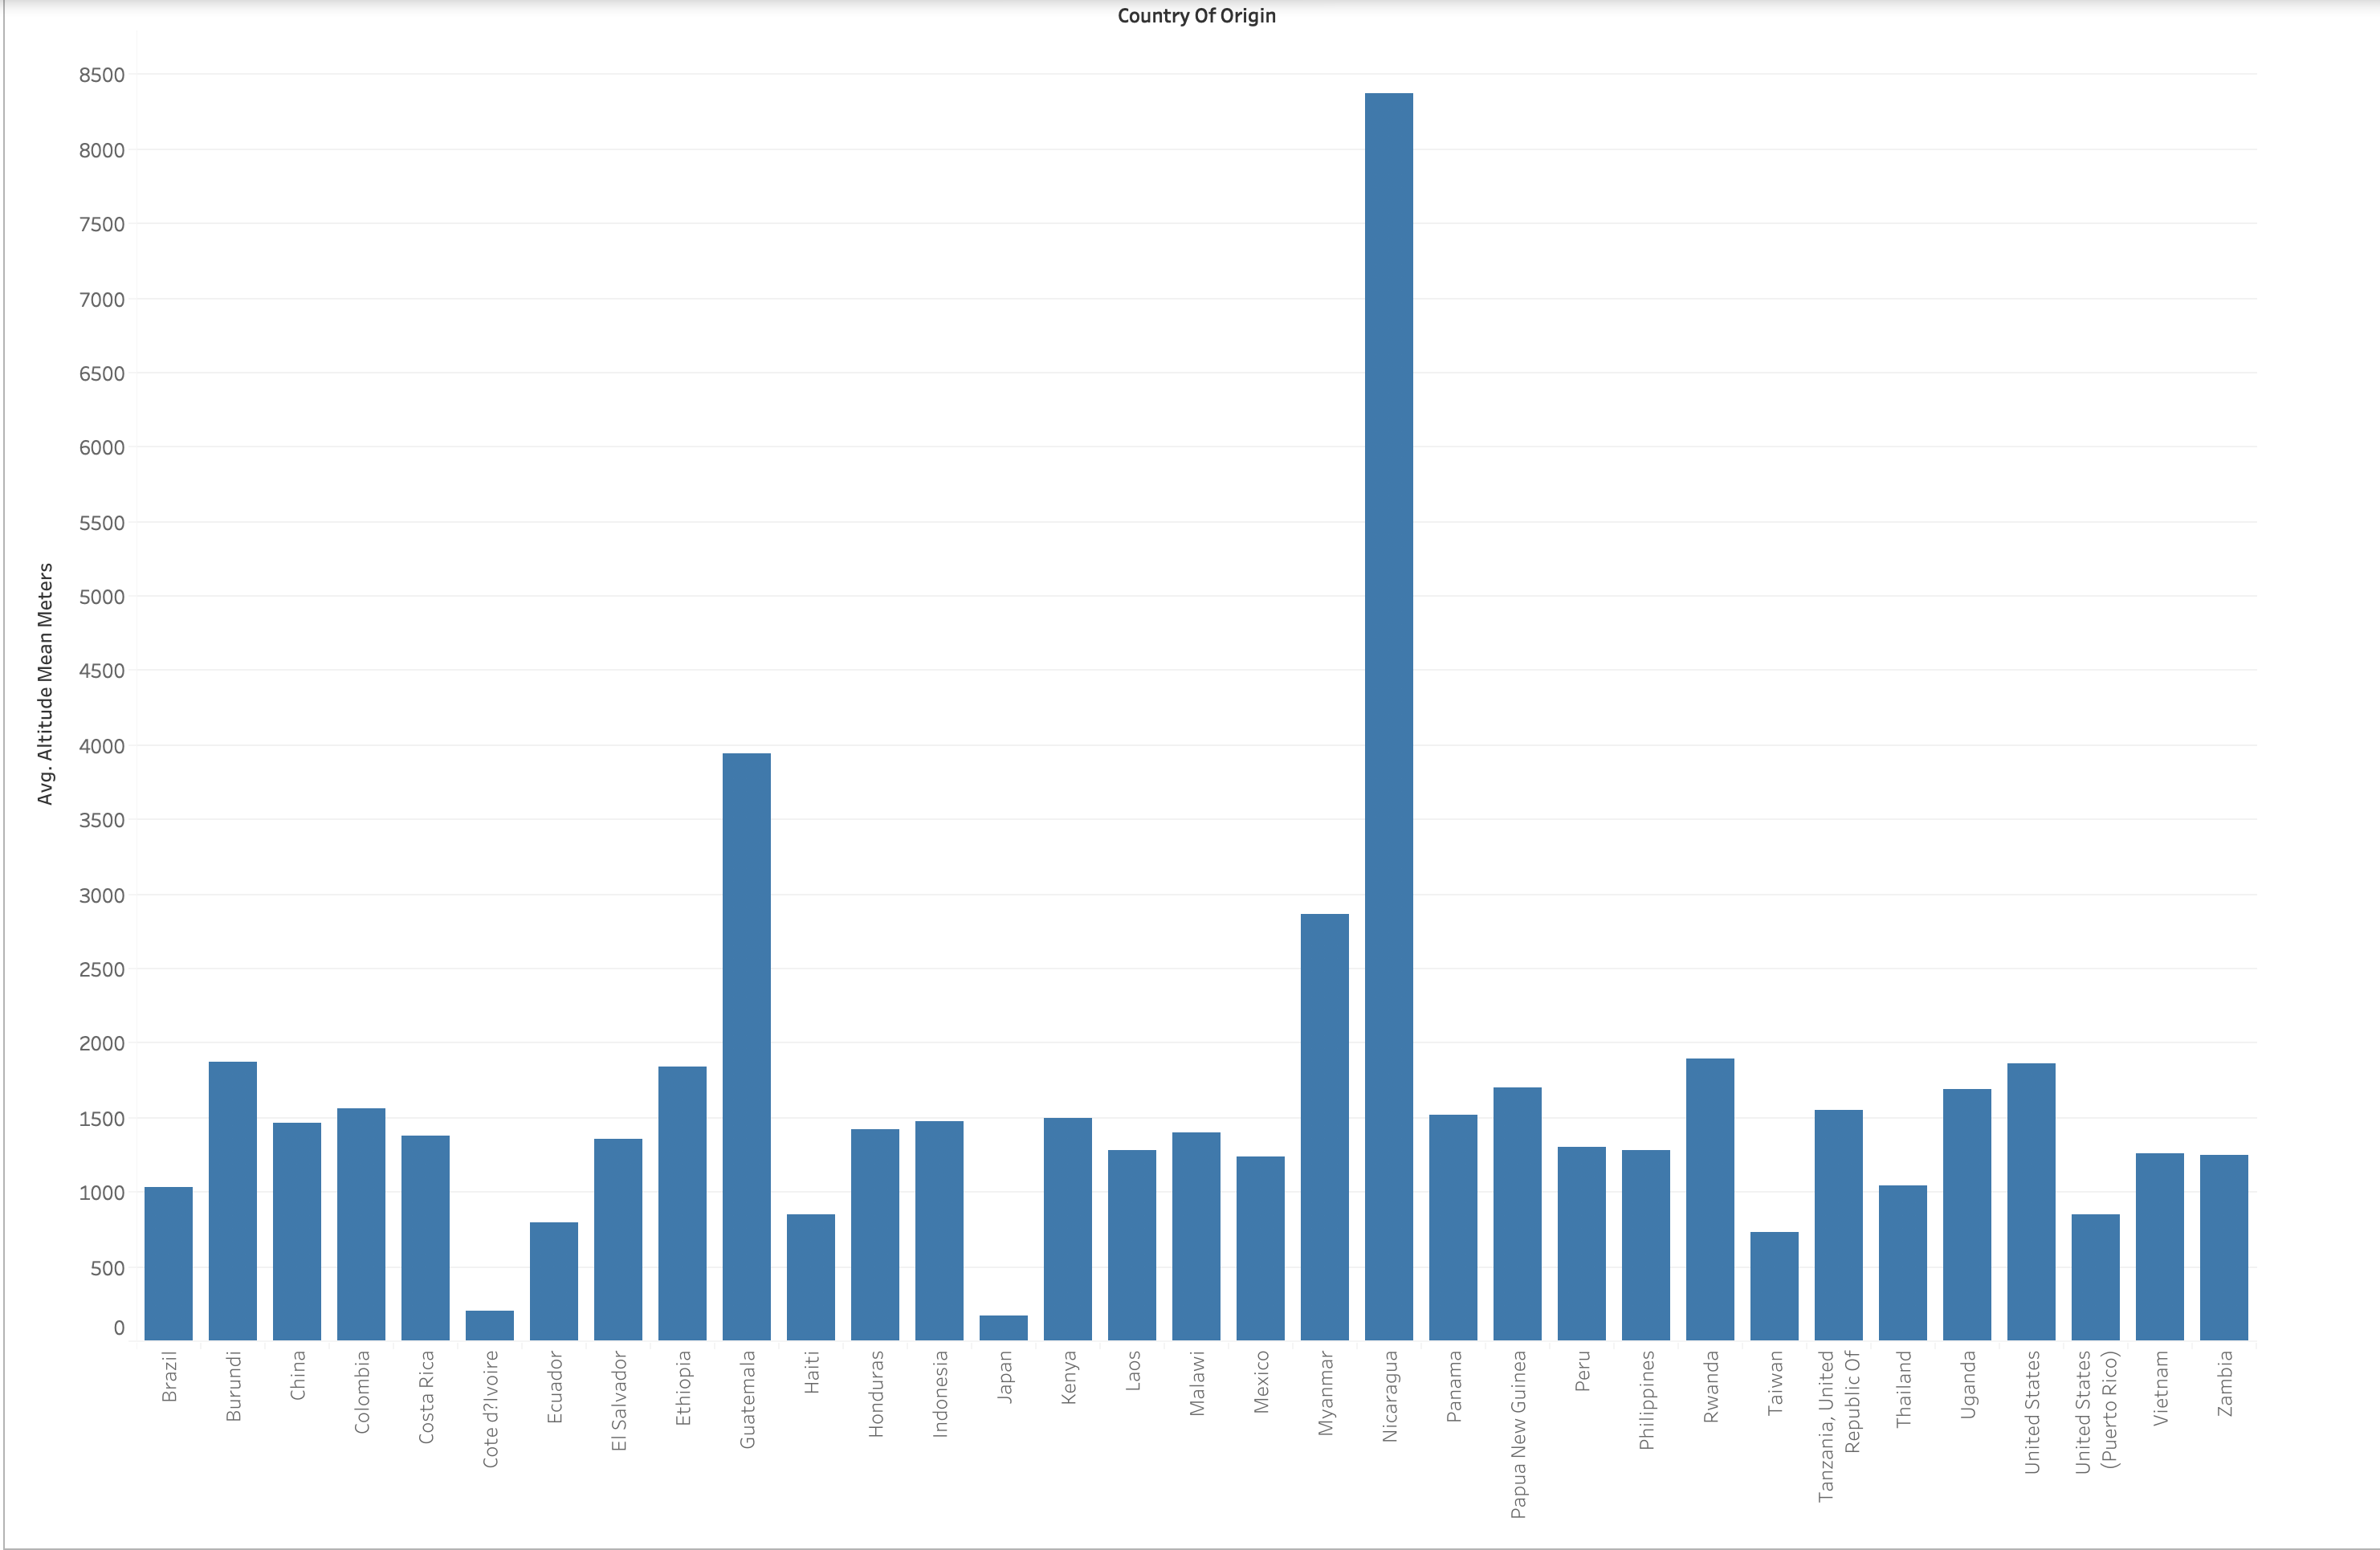 Country Of Origin
8500
8000
7500
7000
6500
6000
5500
5000
4500
4000
3500
3000
2500
2000
1500
1000
500
0
Avg. Altitude Mean Meters
Brazil
Burundi
China
Colombia
Costa Rica
Cote d?Ivoire
Ecuador
El Salvador
Ethiopia
Guatemala
Haiti
Honduras
Indonesia
Japan
Kenya
Laos
Malawi
Mexico
Myanmar
Nicaragua
Panama
Papua New Guinea
Peru
Philippines
Rwanda
Taiwan
Tanzania, United
Republic Of
Thailand
Uganda
United States
United States
(Puerto Rico)
Vietnam
Zambia